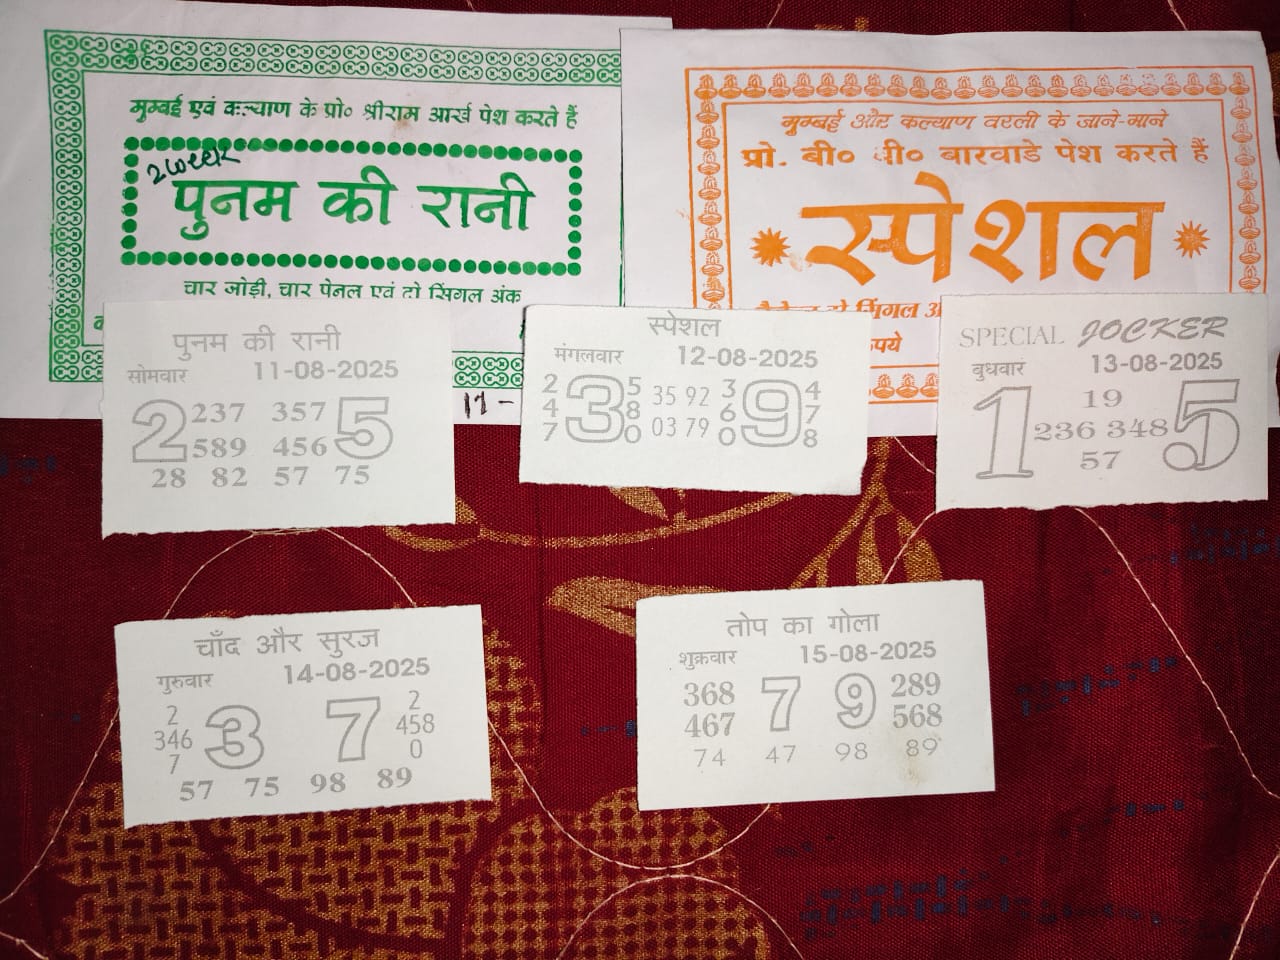 मुम्बई एवं कल्याण के प्रो० श्रीराम आर्ख पेश करते हैं
2 week
पुनम की रानी
चार जोड़ी, चार पेनल एवं दो सिंगल अंक
मुम्बई और कल्याण वरली के जाने-माने
प्रो. बी० पी० बारवाडे पेश करते हैं
स्पेशल
सिंगल
पुनम की रानी
सोमवार 11-08-2025
2 237 357 5
589 456
28 82 57 75
11-
स्पेशल
मंगलवार 12-08-2025
2 5 35 92 3 4
4 3 8 6 9 7
7 0 03 79 0 8
SPECIAL JOCKER
बुधवार 13-08-2025
19
1 236 348 5
57
चाँद और सुरज
गुरुवार 14-08-2025
2 2
346 3 7 458
7 0
57 75 98 89
तोप का गोला
शुक्रवार 15-08-2025
368 7 9 289
467 568
74 47 98 89